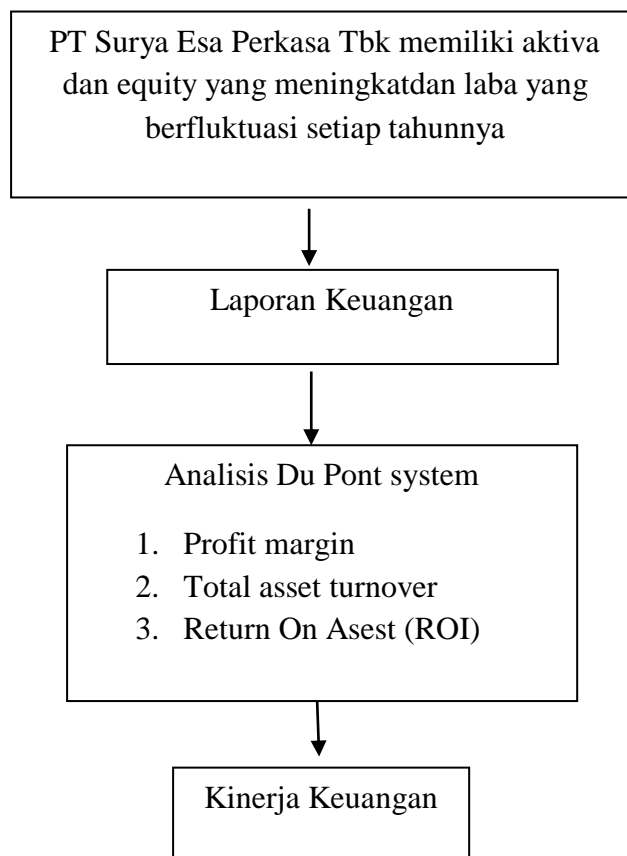 PT Surya Esa Perkasa Tbk memiliki aktiva
dan equity yang meningkatdan laba yang
berfluktuasi setiap tahunnya
Laporan Keuangan
Analisis Du Pont system
1. Profit margin
2. Total asset turnover
3. Return On Asest (ROI)
Kinerja Keuangan